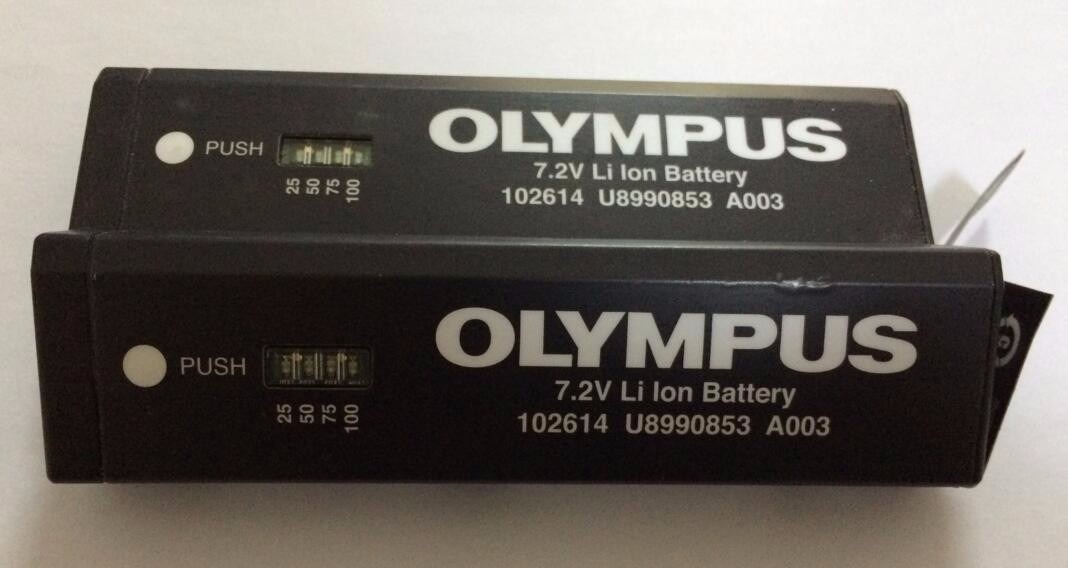 PUSH
25 50 75 100
OLYMPUS
7.2V Li Ion Battery
102614 U8990853 A003
PUSH
25 50 75 100
OLYMPUS
7.2V Li Ion Battery
102614 U8990853 A003